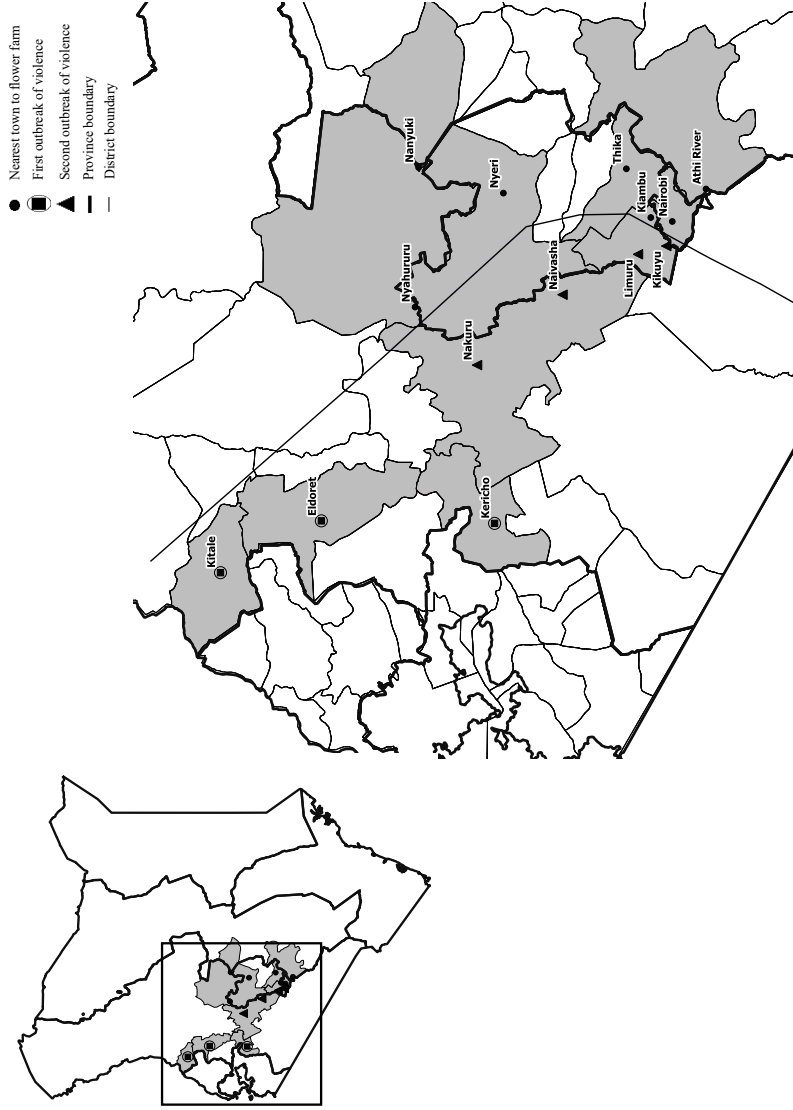 Nearest town to flower farm
First outbreak of violence
Second outbreak of violence
Province boundary
District boundary
Kitale
Eldoret
Kericho
Nakuru
Nyahururu
Nanyuki
Nyeri
Naivasha
Thika
Kiambu
Nairobi
Limuru
Kikuyu
Athi River